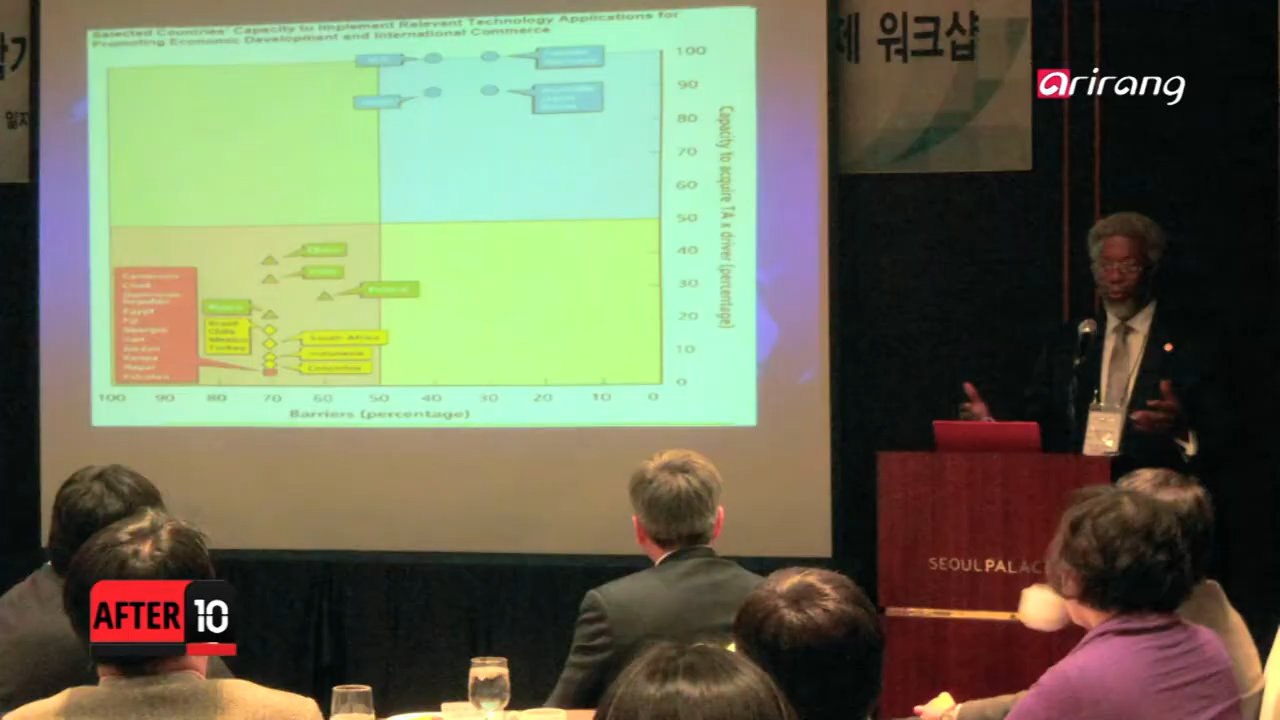 Selected Countries' Capacity to Implement Relevant Technology Applications for
Promoting Economic Development and International Commerce
제 워크샵
arirang
100
90
80
70
60
50
40
30
20
10
0
Capacity to acquire TA x driver (percentage)
China
India
Poland
Russia
Brazil
Chile
Mexico
Turkey
South Africa
Indonesia
Colombia
Cameroon
Chad
Dominican
Republic
Egypt
Fiji
Georgia
Iran
Jordan
Kenya
Nepal
Pakistan
100 90 80 70 60 50 40 30 20 10 0
Barriers (percentage)
SEOUL PALAC
AFTER 10